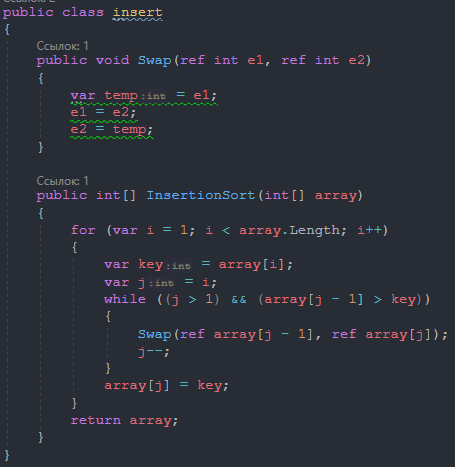 public class insert
{
Ссылок: 1
public void Swap(ref int e1, ref int e2)
{
var temp:int = e1;
e1 = e2;
e2 = temp;
}
Ссылок: 1
public int[] InsertionSort(int[] array)
{
for (var i = 1; i < array.Length; i++)
{
var key:int = array[i];
var j:int = i;
while ((j > 1) && (array[j - 1] > key))
{
Swap(ref array[j - 1], ref array[j]);
j--;
}
array[j] = key;
}
return array;
}
}